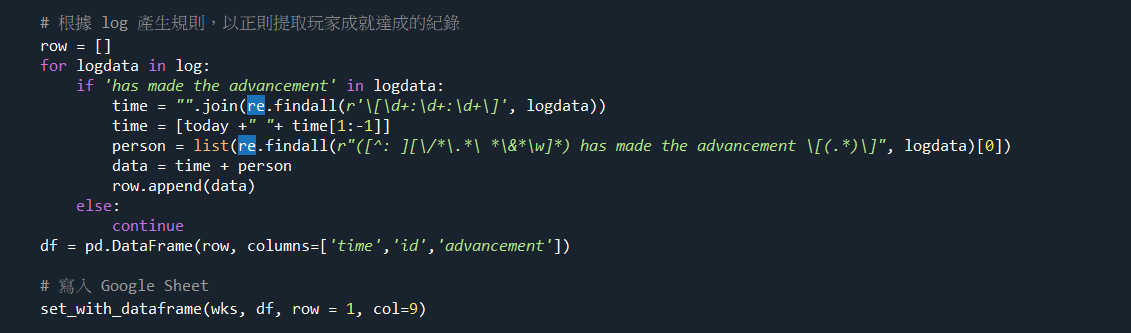 # 根據 log 產生規則，以正則提取玩家成就達成的紀錄
row = []
for logdata in log:
    if 'has made the advancement' in logdata:
        time = "".join(re.findall(r'\[\d+:\d+:\d+\]', logdata))
        time = [today +" "+ time[1:-1]]
        person = list(re.findall(r"([^: ][\/*\.*\ *\&*\w]*) has made the advancement \[(.*)\]", logdata)[0])
        data = time + person
        row.append(data)
    else:
        continue
df = pd.DataFrame(row, columns=['time','id','advancement'])
# 寫入 Google Sheet
set_with_dataframe(wks, df, row = 1, col=9)